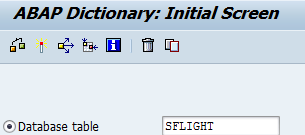 ABAP Dictionary: Initial Screen
Database table SFLIGHT